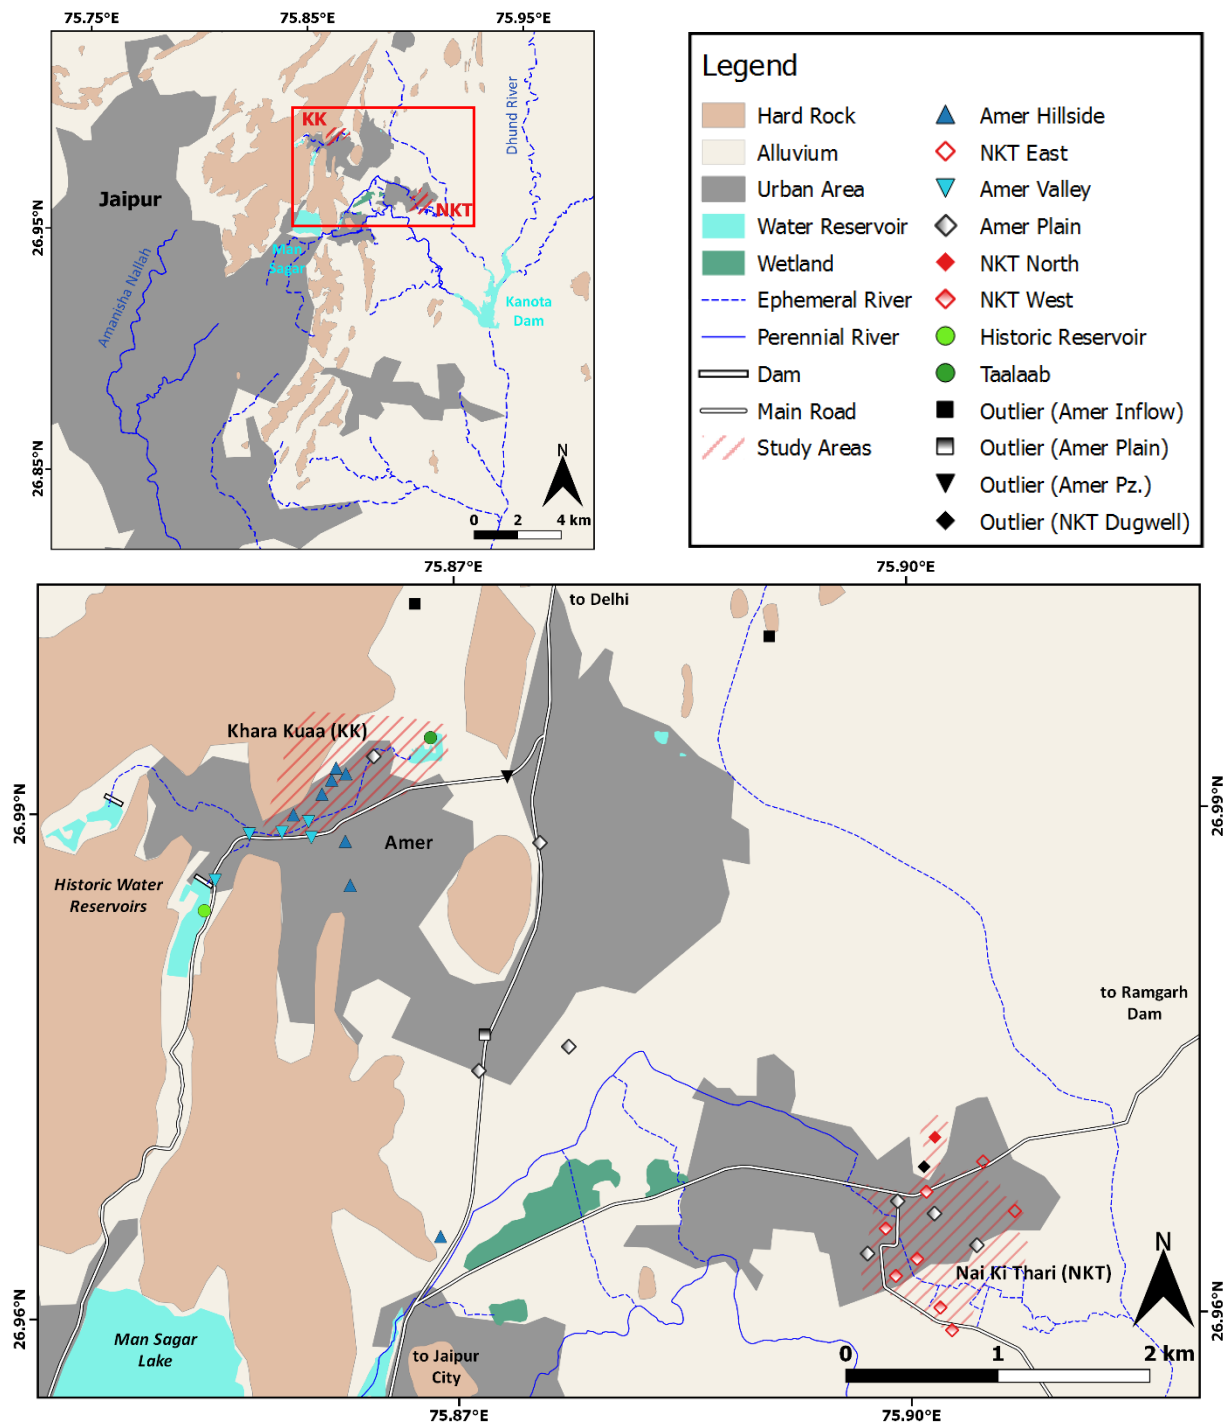 75.75°E
75.85°E
75.95°E
26.95°N
26.85°N
KK
NKT
Jaipur
Dhund River
Amanisha Nallah
Man
Sagar
Kanota
Dam
N
0 2 4 km
Legend
Hard Rock
Alluvium
Urban Area
Water Reservoir
Wetland
Ephemeral River
Perennial River
Dam
Main Road
Study Areas
Amer Hillside
NKT East
Amer Valley
Amer Plain
NKT North
NKT West
Historic Reservoir
Taalaab
Outlier (Amer Inflow)
Outlier (Amer Plain)
Outlier (Amer Pz.)
Outlier (NKT Dugwell)
75.87°E
75.90°E
to Delhi
Khara Kuaa (KK)
26.99°N
26.99°N
Amer
Historic Water
Reservoirs
to Ramgarh
Dam
Nai Ki Thari (NKT)
N
26.96°N
26.96°N
Man Sagar
Lake
to Jaipur
City
0 1 2 km
75.87°E
75.90°E